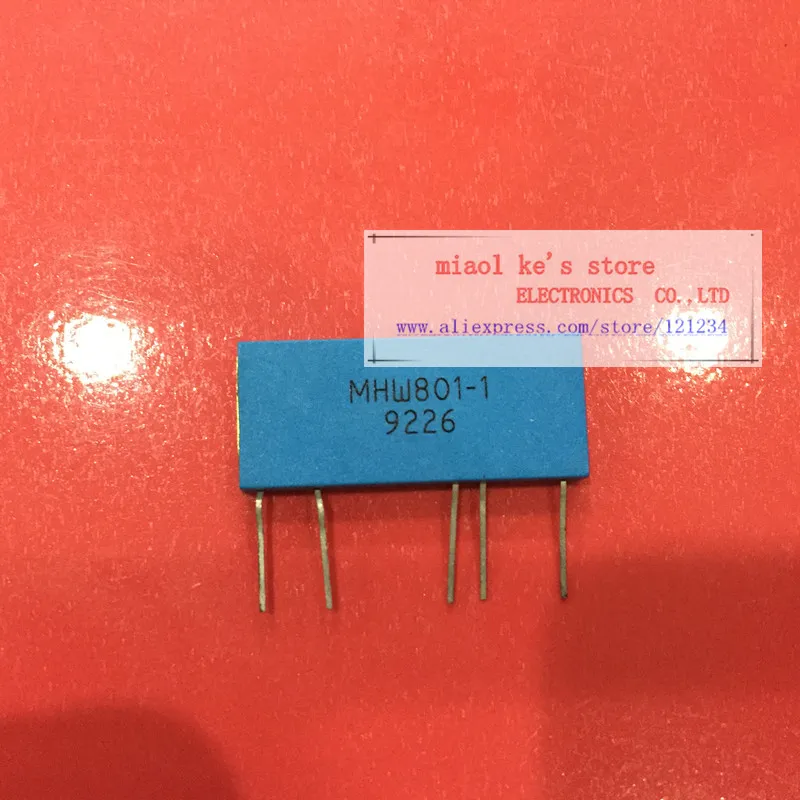 miaol ke's store
ELECTRONICS CO.,LTD
www.aliexpress.com/store/121234
MHW801-1
9226